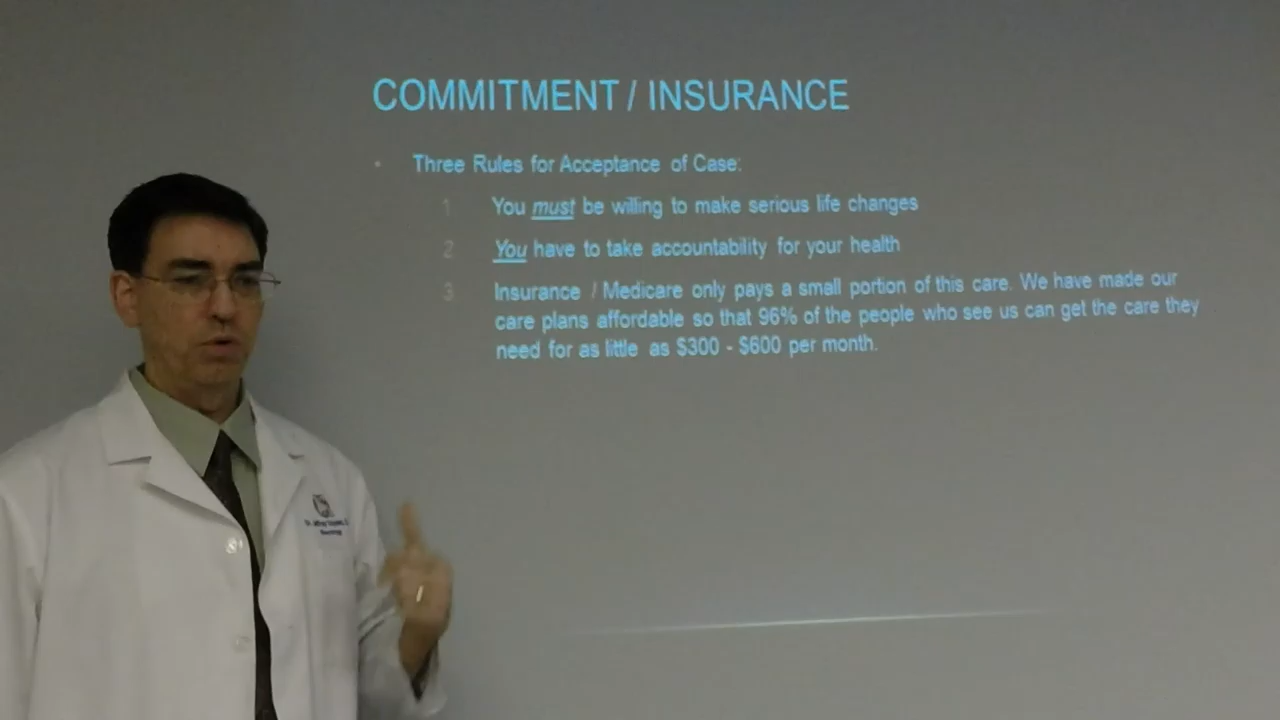 COMMITMENT / INSURANCE
• Three Rules for Acceptance of Case:
1 You must be willing to make serious life changes
2 You have to take accountability for your health
3 Insurance / Medicare only pays a small portion of this care. We have made our
care plans affordable so that 96% of the people who see us can get the care they
need for as little as $300 - $600 per month.